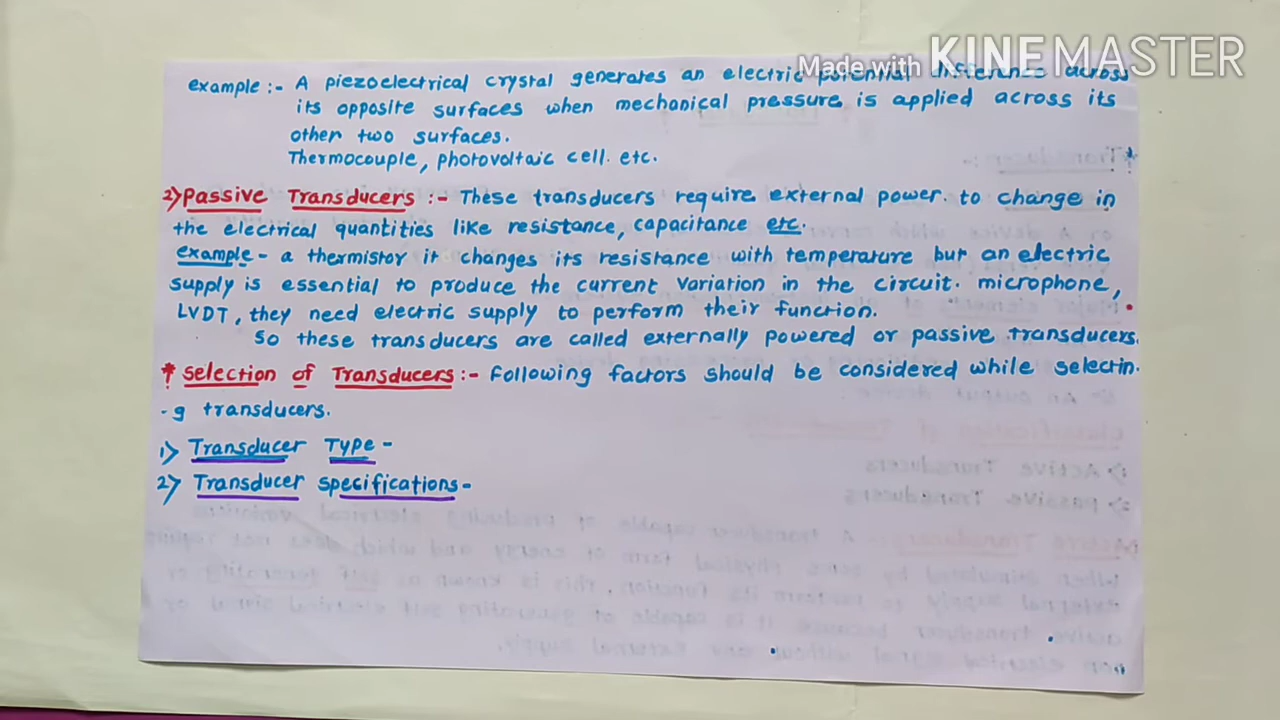 Made with KINEMASTER
example :- A piezoelectrical crystal generates an electric potential difference across
its opposite surfaces when mechanical pressure is applied across its
other two surfaces.
Thermocouple, photovoltaic cell. etc.
2) Passive Transducers :- These transducers require external power. to change in
the electrical quantities like resistance, capacitance etc.
example - a thermistor it changes its resistance with temperature but an electric
supply is essential to produce the current variation in the circuit. microphone,
LVDT, they need electric supply to perform their function.
So these transducers are called externally powered or passive transducers.
* Selection of Transducers :- Following factors should be considered while selectin.
-g transducers.
1) Transducer Type -
2) Transducer specifications -